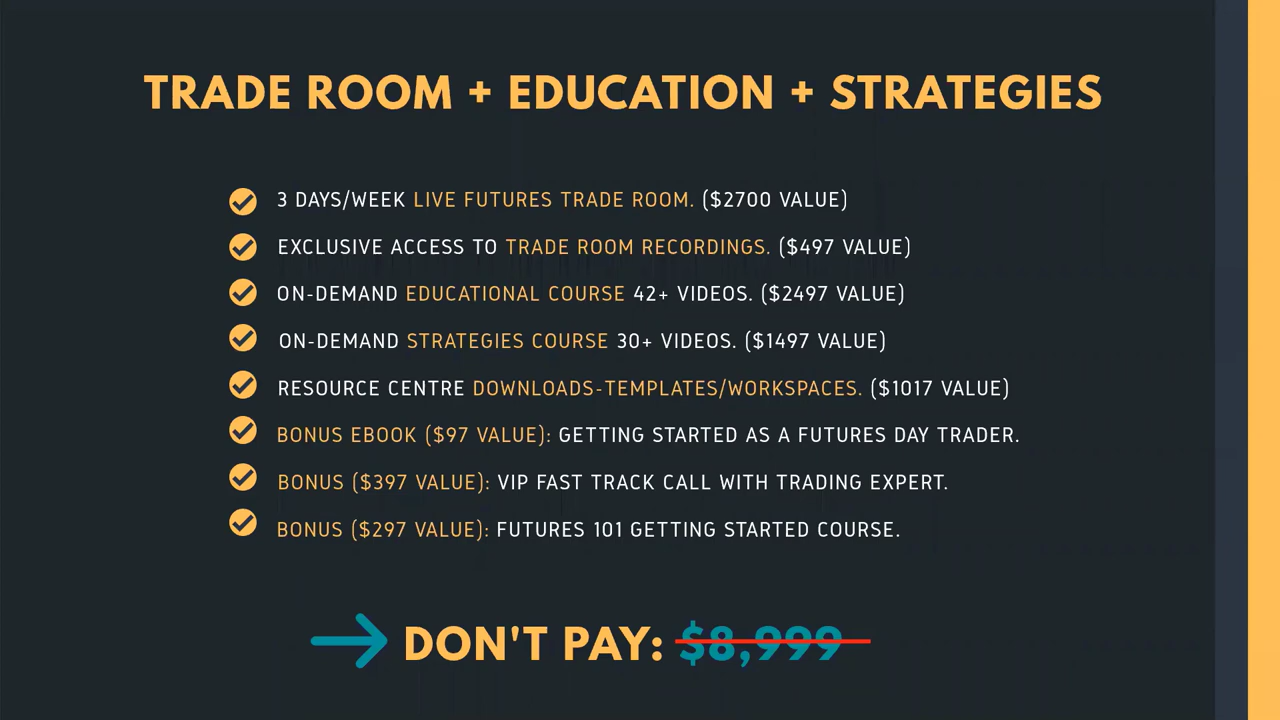 TRADE ROOM + EDUCATION + STRATEGIES
3 DAYS/WEEK LIVE FUTURES TRADE ROOM. ($2700 VALUE)
EXCLUSIVE ACCESS TO TRADE ROOM RECORDINGS. ($497 VALUE)
ON-DEMAND EDUCATIONAL COURSE 42+ VIDEOS. ($2497 VALUE)
ON-DEMAND STRATEGIES COURSE 30+ VIDEOS. ($1497 VALUE)
RESOURCE CENTRE DOWNLOADS-TEMPLATES/WORKSPACES. ($1017 VALUE)
BONUS EBOOK ($97 VALUE): GETTING STARTED AS A FUTURES DAY TRADER.
BONUS ($397 VALUE): VIP FAST TRACK CALL WITH TRADING EXPERT.
BONUS ($297 VALUE): FUTURES 101 GETTING STARTED COURSE.
DON'T PAY: $8,999